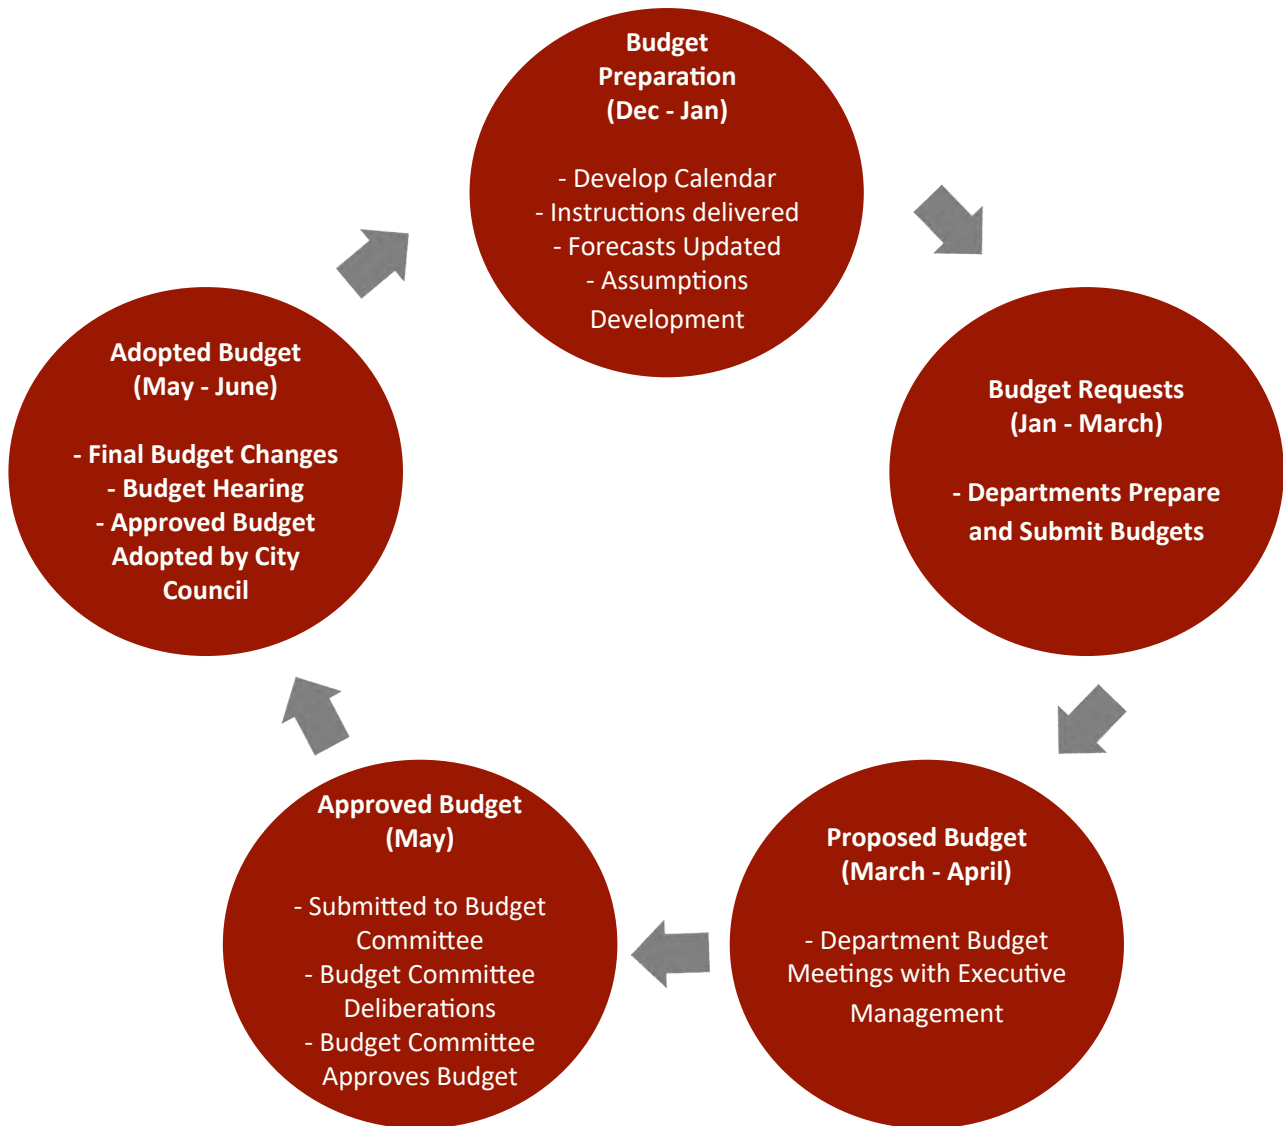 Budget
Preparation
(Dec - Jan)
- Develop Calendar
- Instructions delivered
- Forecasts Updated
- Assumptions
Development
Budget Requests
(Jan - March)
- Departments Prepare
and Submit Budgets
Proposed Budget
(March - April)
- Department Budget
Meetings with Executive
Management
Approved Budget
(May)
- Submitted to Budget
Committee
- Budget Committee
Deliberations
- Budget Committee
Approves Budget
Adopted Budget
(May - June)
- Final Budget Changes
- Budget Hearing
- Approved Budget
Adopted by City
Council